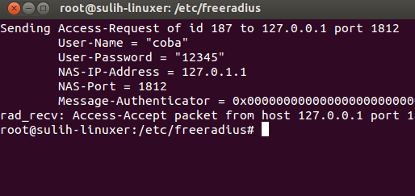 root@sulih-linuxer: /etc/freeradius
Sending Access-Request of id 187 to 127.0.0.1 port 1812
User-Name = "coba"
User-Password = "12345"
NAS-IP-Address = 127.0.1.1
NAS-Port = 1812
Message-Authenticator = 0x00000000000000000000000
rad_recv: Access-Accept packet from host 127.0.0.1 port 1
root@sulih-linuxer:/etc/freeradius#